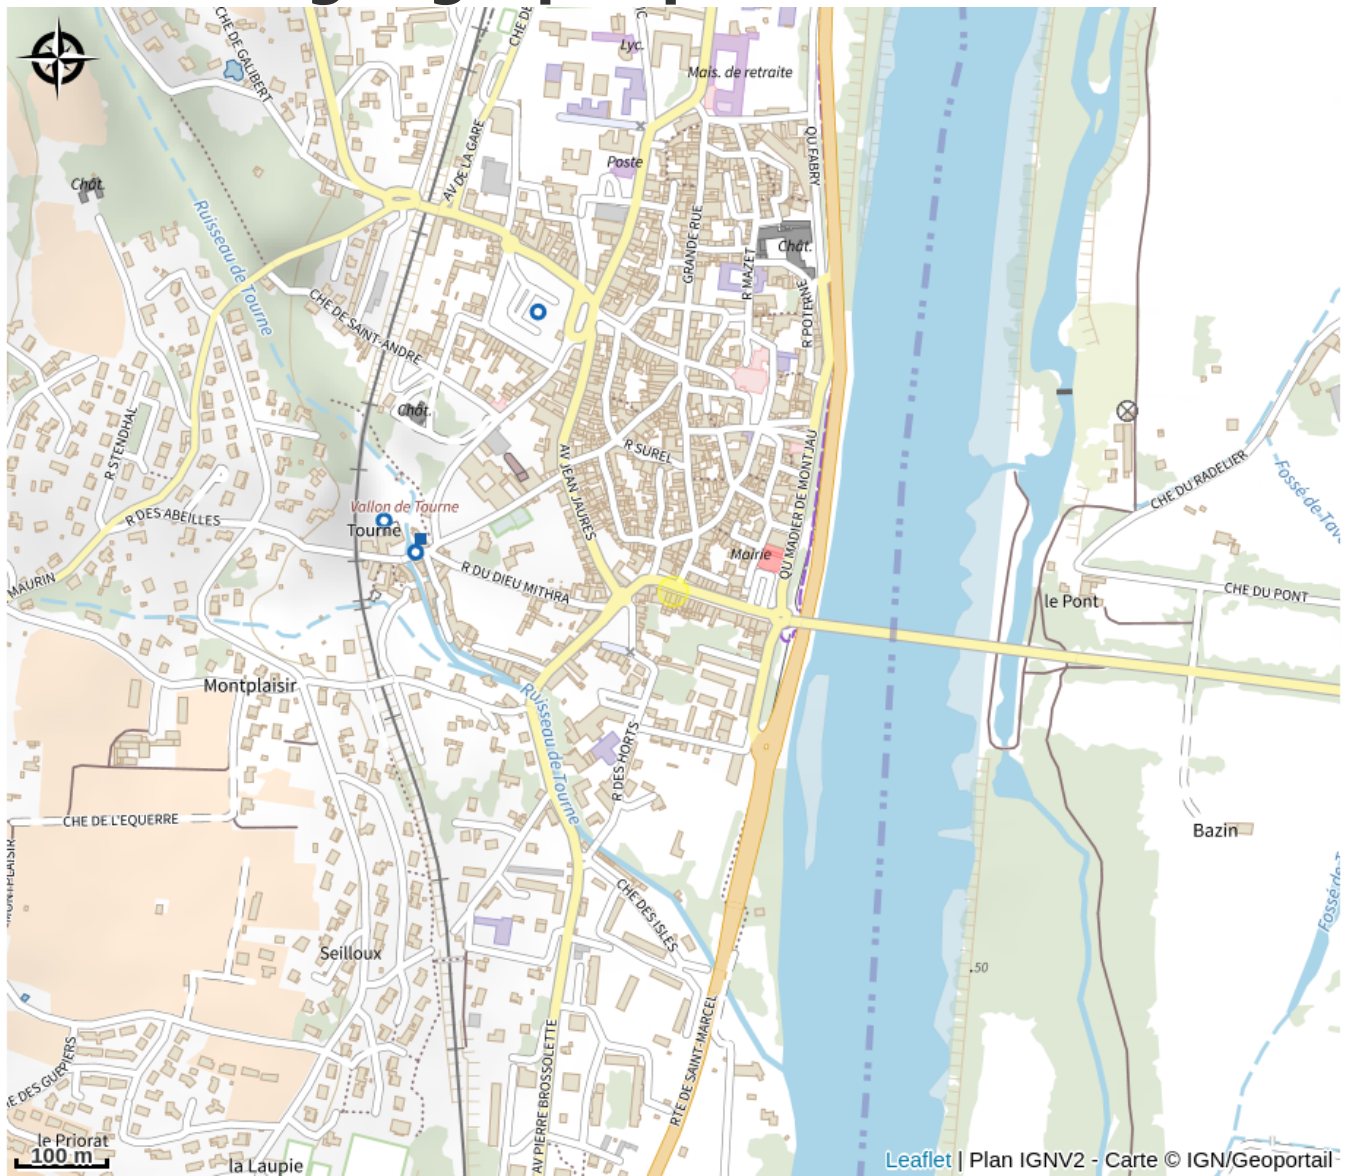 CHE DE GALIBERT
CHE DE
Lyc.
Mais. de retraite
AV DE LA GARE
Poste
QU FABRY
Chât.
Ruisseau de Tourne
GRANDE RUE
R MAZET
Chât.
R POTERNE
CHE DE SAINT-ANDRE
Chât.
R STENDHAL
R SUREL
AV JEAN JAURES
QU MADIER DE MONTJAU
CHE DU RADELIER
Vallon de Tourne
Tourne
R DES ABEILLES
MAURIN
R DU DIEU MITHRA
Mairie
le Pont
CHE DU PONT
Montplaisir
Ruisseau de Tourne
R DES HORTS
CHE DE L'EQUERRE
Bazin
MONTPLAISIR
CHE DES ISLES
Seilloux
.50
RTE DE SAINT-MARCEL
AV PIERRE BROSSOLETTE
E DES GUEPIERS
le Priorat
100 m
la Laupie
Leaflet | Plan IGNV2 - Carte © IGN/Geoportail